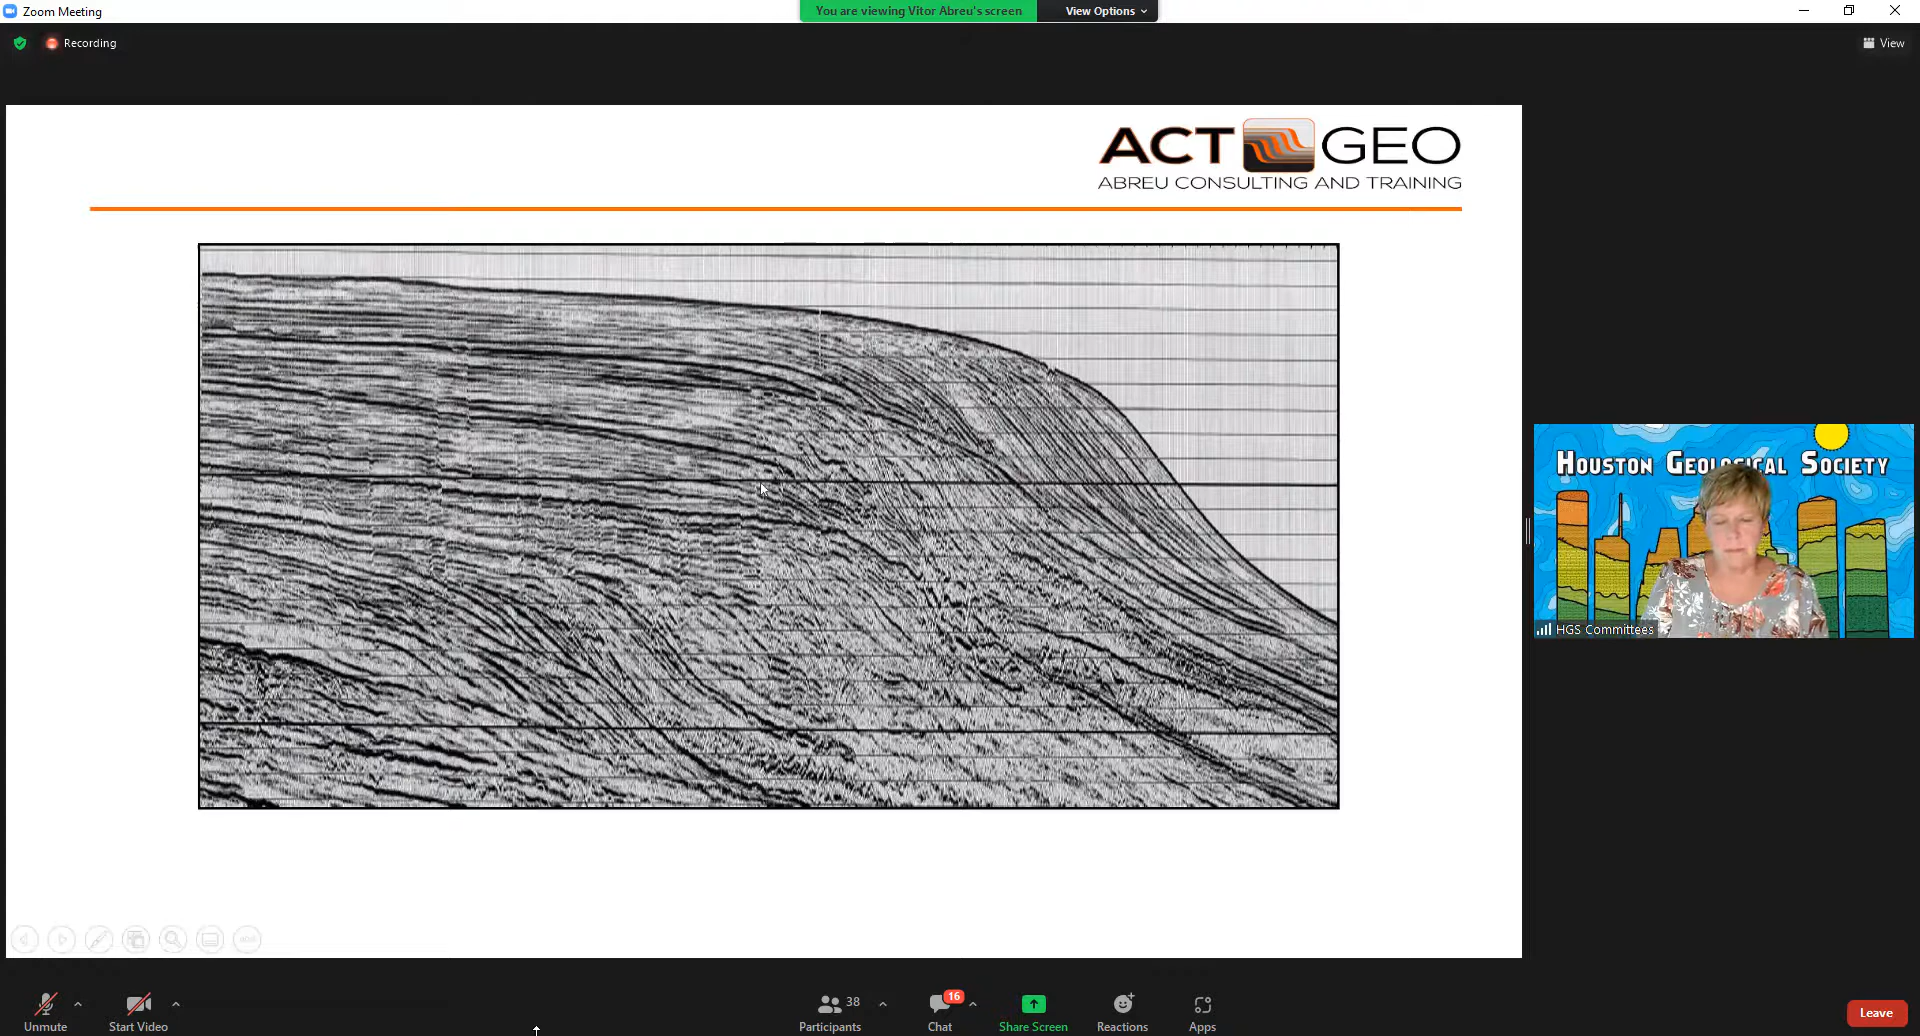 Zoom Meeting
You are viewing Vitor Abreu's screen
View Options
Recording
View
ACT GEO
ABREU CONSULTING AND TRAINING
HOUSTON GEOLOGICAL SOCIETY
HGS Committees
Unmute
Start Video
38
Participants
16
Chat
Share Screen
Reactions
Apps
Leave